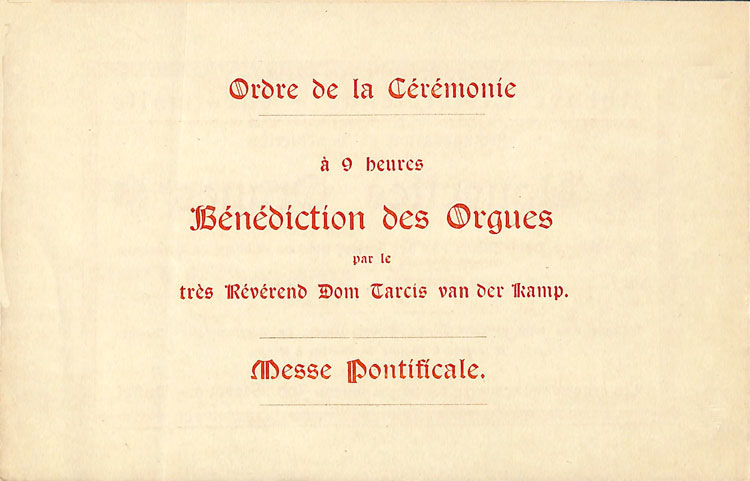 Ordre de la Cérémonie
à 9 heures
Bénédiction des Orgues
par le
très Révérend Dom Tarcis van der Kamp.
Messe Pontificale.